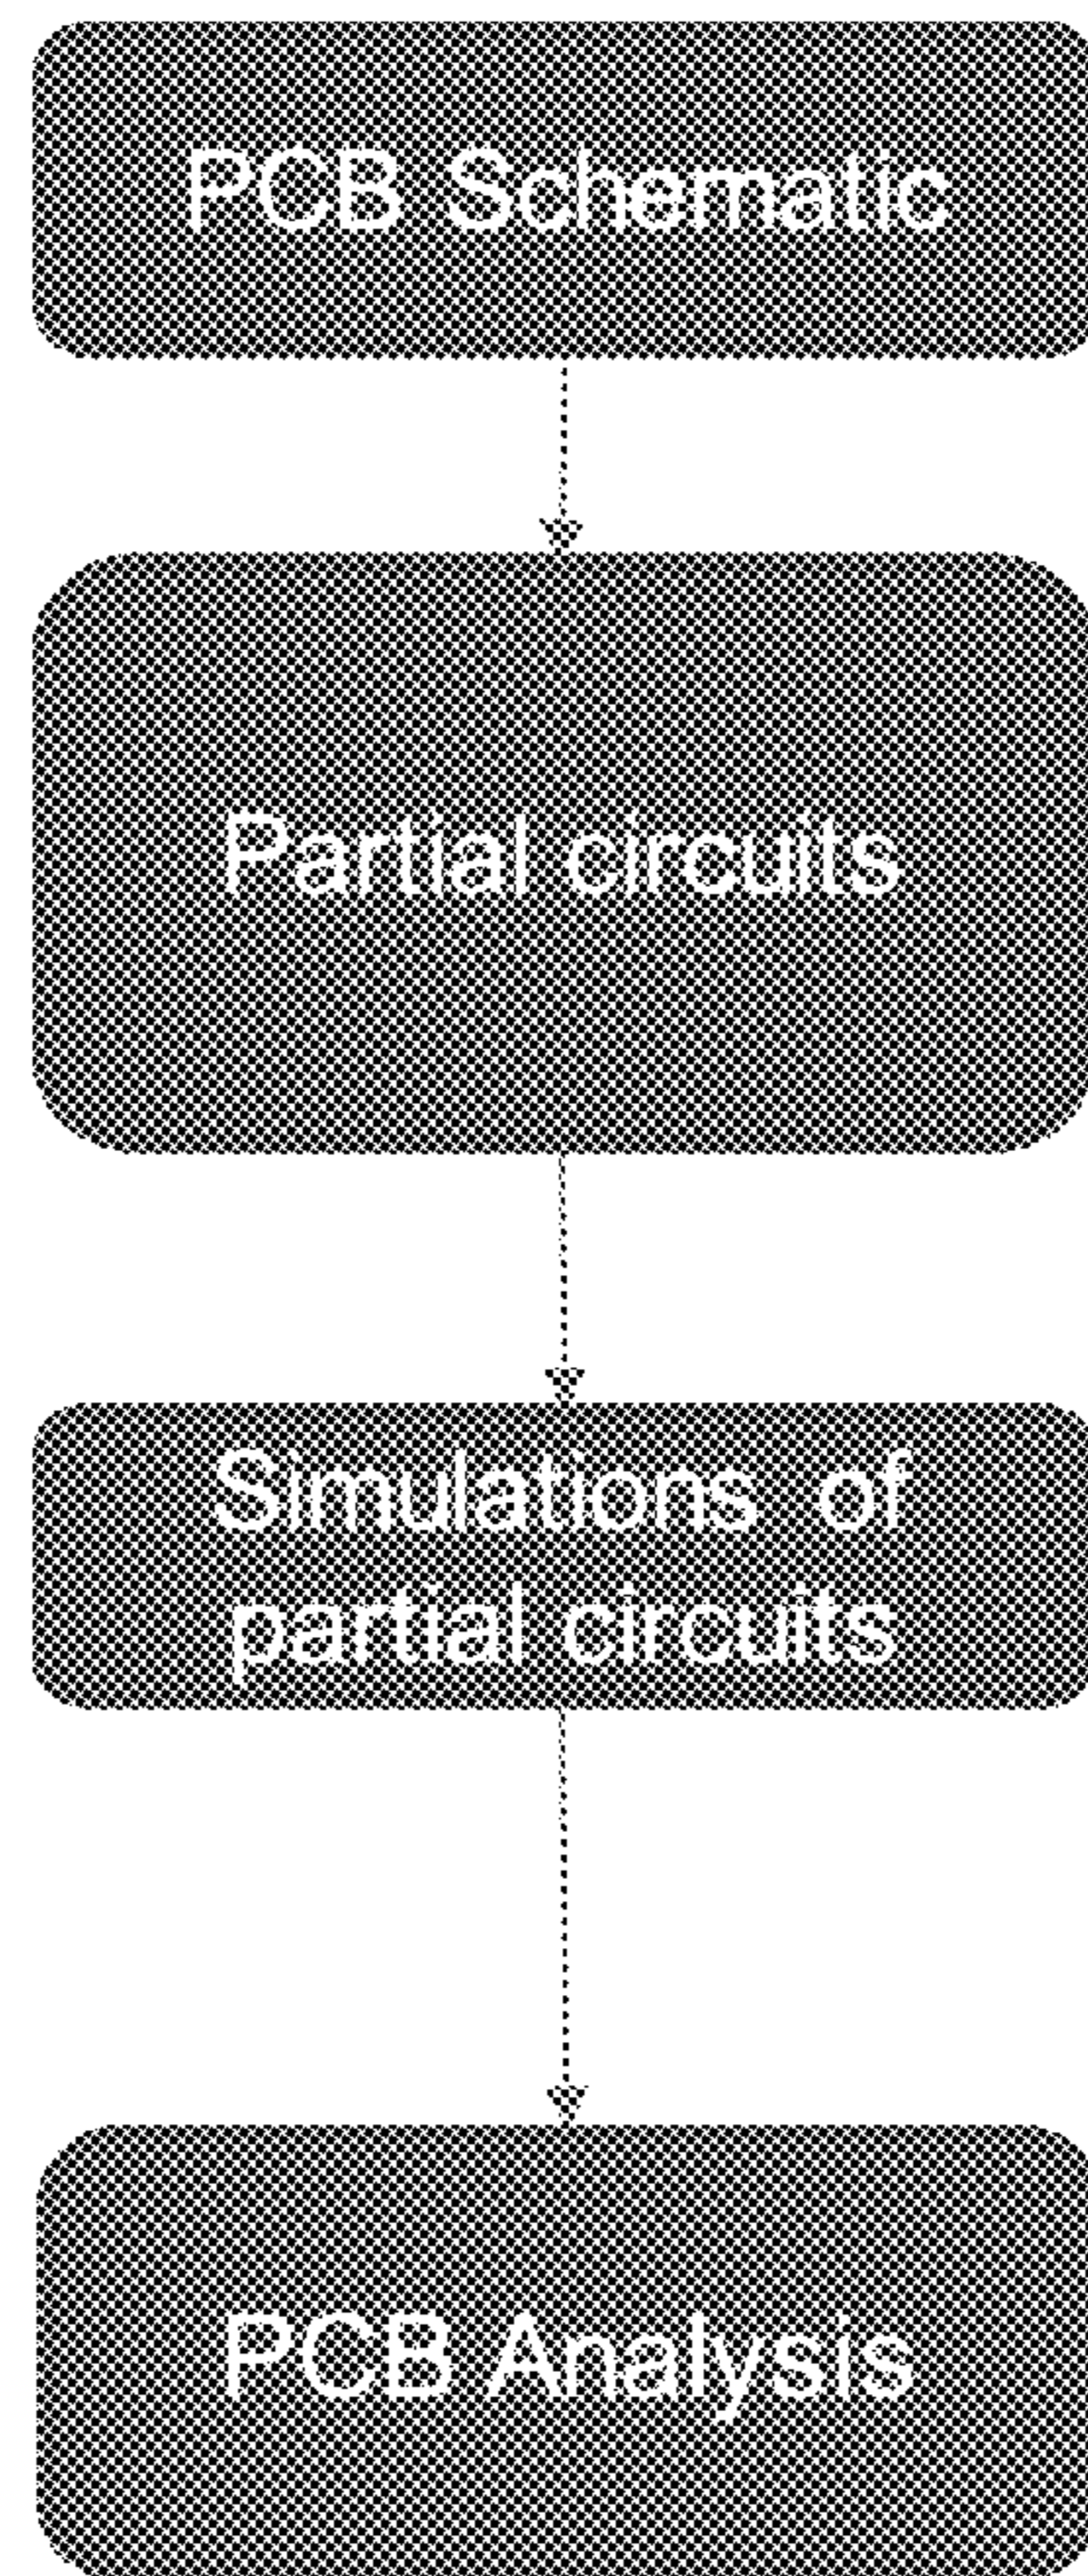 PCB Schematic
Partial circuits
Simulations of
partial circuits
PCB Analysis